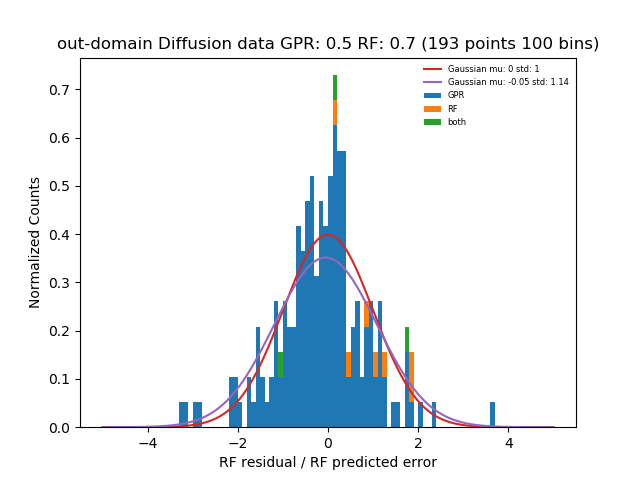 out-domain Diffusion data GPR: 0.5 RF: 0.7 (193 points 100 bins)
Gaussian mu: 0 std: 1
Gaussian mu: -0.05 std: 1.14
GPR
RF
both
Normalized Counts
0.7
0.6
0.5
0.4
0.3
0.2
0.1
0.0
−4
−2
0
2
4
RF residual / RF predicted error